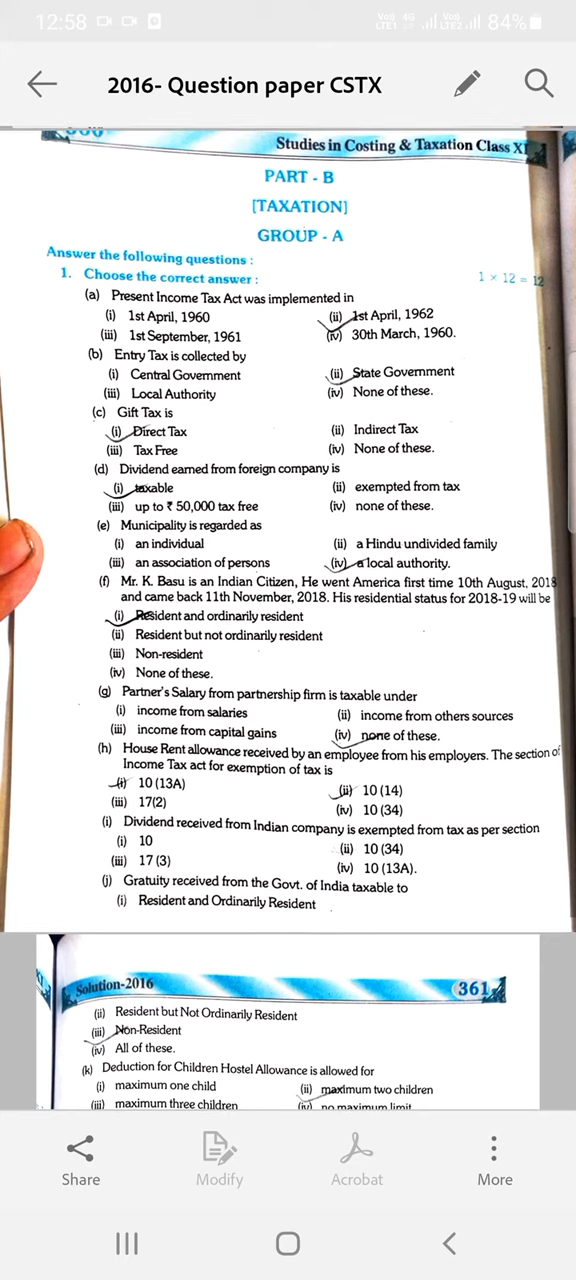 12:58
Vo) 4G LTE1 Vo) LTE2 84%
2016- Question paper CSTX
Studies in Costing & Taxation Class XI
PART - B
[TAXATION]
GROUP - A
Answer the following questions :
1. Choose the correct answer : 1 × 12 = 12
(a) Present Income Tax Act was implemented in
(i) 1st April, 1960 (ii) 1st April, 1962
(iii) 1st September, 1961 (iv) 30th March, 1960.
(b) Entry Tax is collected by
(i) Central Government (ii) State Government
(iii) Local Authority (iv) None of these.
(c) Gift Tax is
(i) Direct Tax (ii) Indirect Tax
(iii) Tax Free (iv) None of these.
(d) Dividend earned from foreign company is
(i) taxable (ii) exempted from tax
(iii) up to ₹ 50,000 tax free (iv) none of these.
(e) Municipality is regarded as
(i) an individual (ii) a Hindu undivided family
(iii) an association of persons (iv) a local authority.
(f) Mr. K. Basu is an Indian Citizen, He went America first time 10th August, 2018
and came back 11th November, 2018. His residential status for 2018-19 will be
(i) Resident and ordinarily resident
(ii) Resident but not ordinarily resident
(iii) Non-resident
(iv) None of these.
(g) Partner's Salary from partnership firm is taxable under
(i) income from salaries (ii) income from others sources
(iii) income from capital gains (iv) none of these.
(h) House Rent allowance received by an employee from his employers. The section of
Income Tax act for exemption of tax is
(i) 10 (13A) (ii) 10 (14)
(iii) 17(2) (iv) 10 (34)
(i) Dividend received from Indian company is exempted from tax as per section
(i) 10 (ii) 10 (34)
(iii) 17 (3) (iv) 10 (13A).
(j) Gratuity received from the Govt. of India taxable to
(i) Resident and Ordinarily Resident
Solution-2016 361
(ii) Resident but Not Ordinarily Resident
(iii) Non-Resident
(iv) All of these.
(k) Deduction for Children Hostel Allowance is allowed for
(i) maximum one child (ii) maximum two children
(iii) maximum three children (iv) no maximum limit
Share Modify Acrobat More